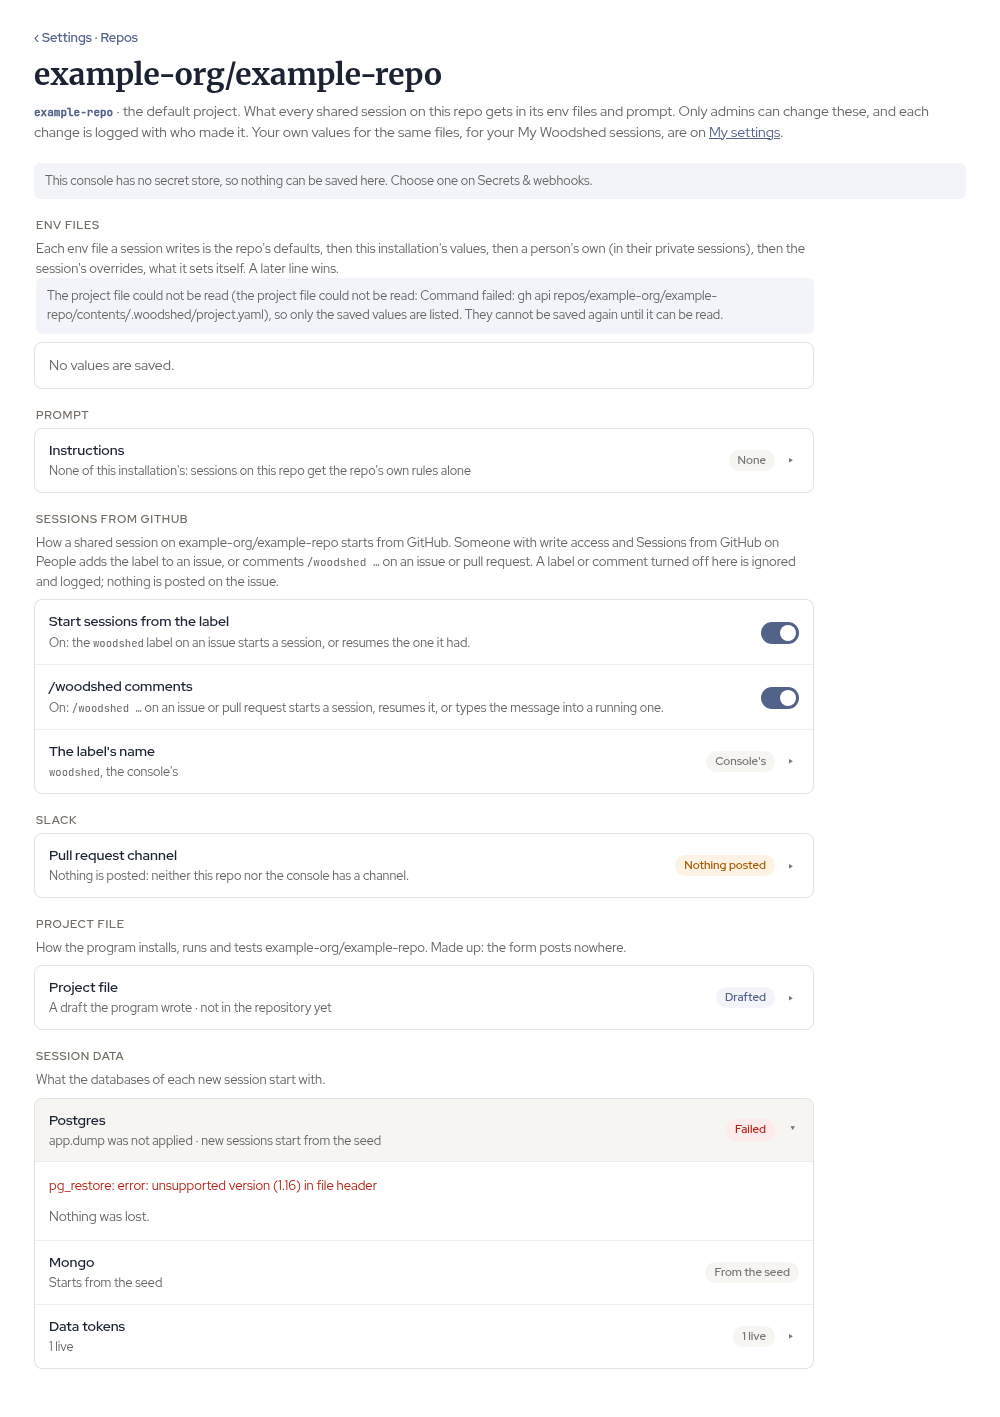 ‹ Settings · Repos
example-org/example-repo
example-repo · the default project. What every shared session on this repo gets in its env files and prompt. Only admins can change these, and each
change is logged with who made it. Your own values for the same files, for your My Woodshed sessions, are on My settings.
This console has no secret store, so nothing can be saved here. Choose one on Secrets & webhooks.
ENV FILES
Each env file a session writes is the repo's defaults, then this installation's values, then a person's own (in their private sessions), then the
session's overrides, what it sets itself. A later line wins.
The project file could not be read (the project file could not be read: Command failed: gh api repos/example-org/example-
repo/contents/.woodshed/project.yaml), so only the saved values are listed. They cannot be saved again until it can be read.
No values are saved.
PROMPT
Instructions
None of this installation's: sessions on this repo get the repo's own rules alone
None ▸
SESSIONS FROM GITHUB
How a shared session on example-org/example-repo starts from GitHub. Someone with write access and Sessions from GitHub on
People adds the label to an issue, or comments /woodshed … on an issue or pull request. A label or comment turned off here is ignored
and logged; nothing is posted on the issue.
Start sessions from the label
On: the woodshed label on an issue starts a session, or resumes the one it had.
/woodshed comments
On: /woodshed … on an issue or pull request starts a session, resumes it, or types the message into a running one.
The label's name
woodshed, the console's
Console's ▸
SLACK
Pull request channel
Nothing is posted: neither this repo nor the console has a channel.
Nothing posted ▸
PROJECT FILE
How the program installs, runs and tests example-org/example-repo. Made up: the form posts nowhere.
Project file
A draft the program wrote · not in the repository yet
Drafted ▸
SESSION DATA
What the databases of each new session start with.
Postgres
app.dump was not applied · new sessions start from the seed
Failed ▾
pg_restore: error: unsupported version (1.16) in file header
Nothing was lost.
Mongo
Starts from the seed
From the seed
Data tokens
1 live
1 live ▸